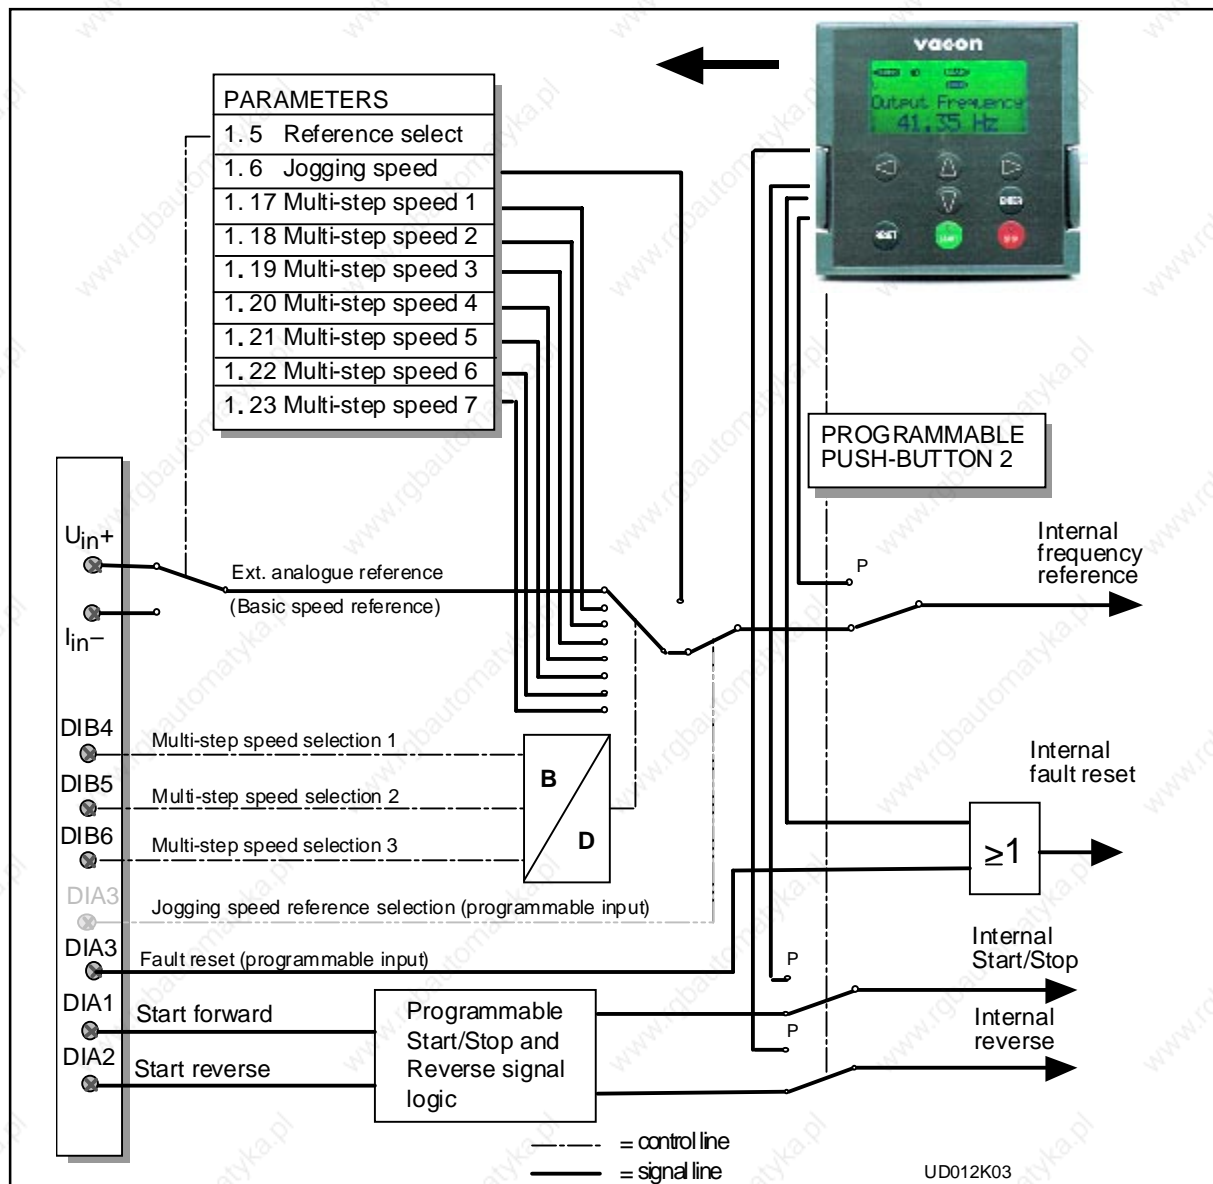 vacon
Output Frequency
41.35 Hz
ENTER
RESET
PARAMETERS
1.5 Reference select
1.6 Jogging speed
1.17 Multi-step speed 1
1.18 Multi-step speed 2
1.19 Multi-step speed 3
1.20 Multi-step speed 4
1.21 Multi-step speed 5
1.22 Multi-step speed 6
1.23 Multi-step speed 7
PROGRAMMABLE
PUSH-BUTTON 2
Uin+
Iin−
Ext. analogue reference
(Basic speed reference)
P
Internal
frequency
reference
DIB4
Multi-step speed selection 1
DIB5
Multi-step speed selection 2
DIB6
Multi-step speed selection 3
B
D
Internal
fault reset
≥1
DIA3
Jogging speed reference selection (programmable input)
DIA3
Fault reset (programmable input)
P
Internal
Start/Stop
DIA1
Start forward
DIA2
Start reverse
Programmable
Start/Stop and
Reverse signal
logic
P
Internal
reverse
= control line
= signal line
UD012K03
www.rgbautomatyka.pl